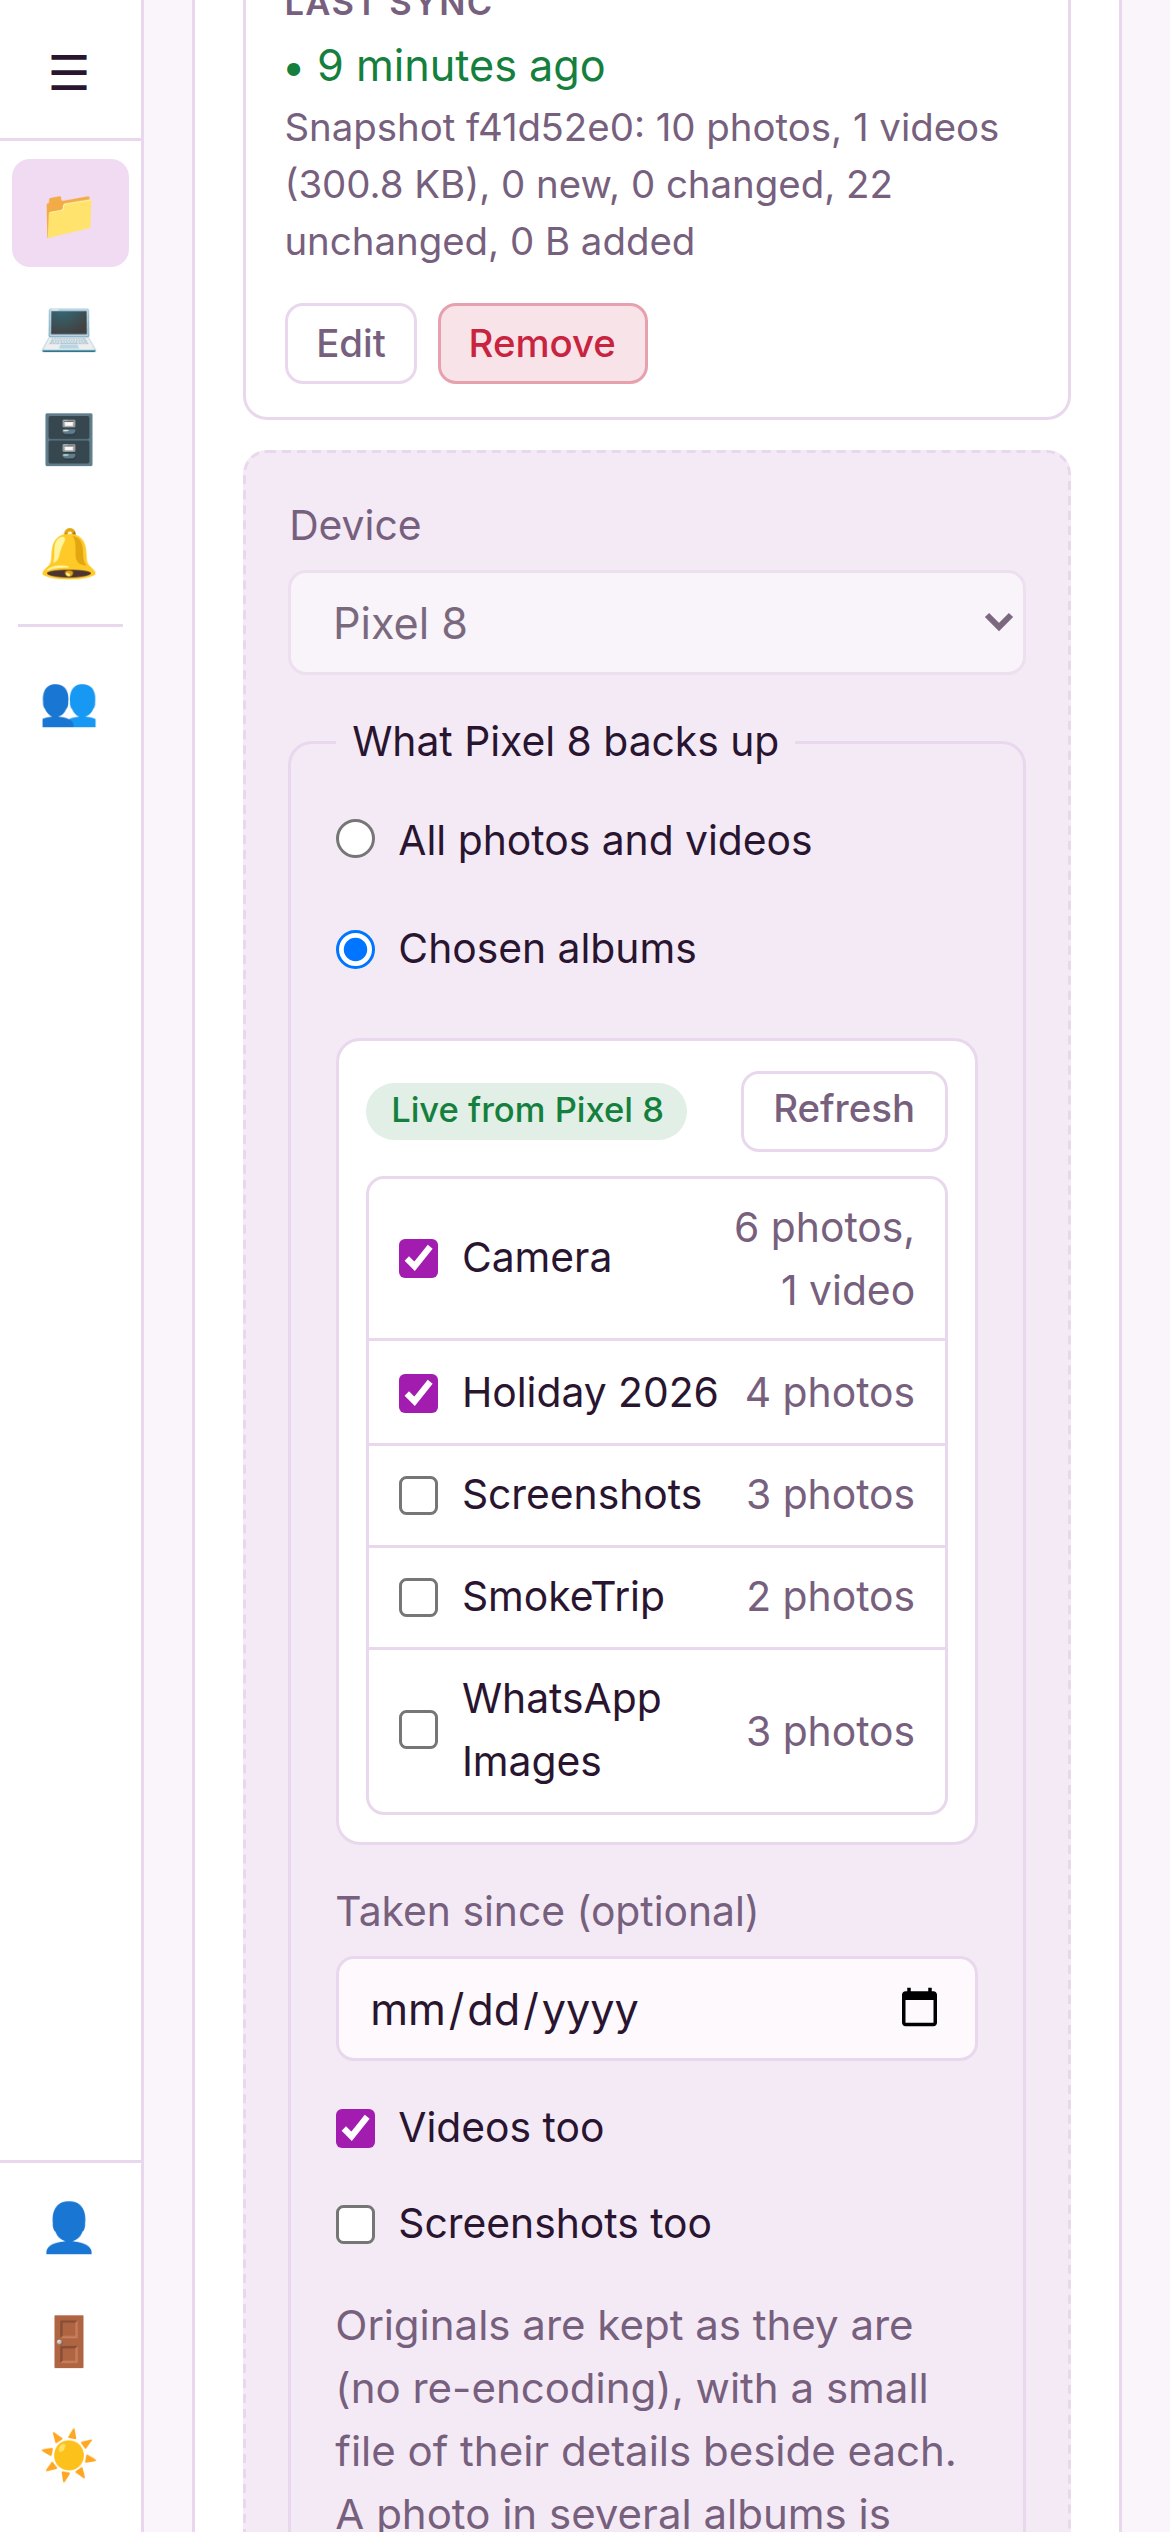 LAST SYNC
• 9 minutes ago
Snapshot f41d52e0: 10 photos, 1 videos
(300.8 KB), 0 new, 0 changed, 22
unchanged, 0 B added
Edit
Remove
Device
Pixel 8
What Pixel 8 backs up
All photos and videos
Chosen albums
Live from Pixel 8
Refresh
Camera
6 photos,
1 video
Holiday 2026
4 photos
Screenshots
3 photos
SmokeTrip
2 photos
WhatsApp
Images
3 photos
Taken since (optional)
mm/dd/yyyy
Videos too
Screenshots too
Originals are kept as they are
(no re-encoding), with a small
file of their details beside each.
A photo in several albums is